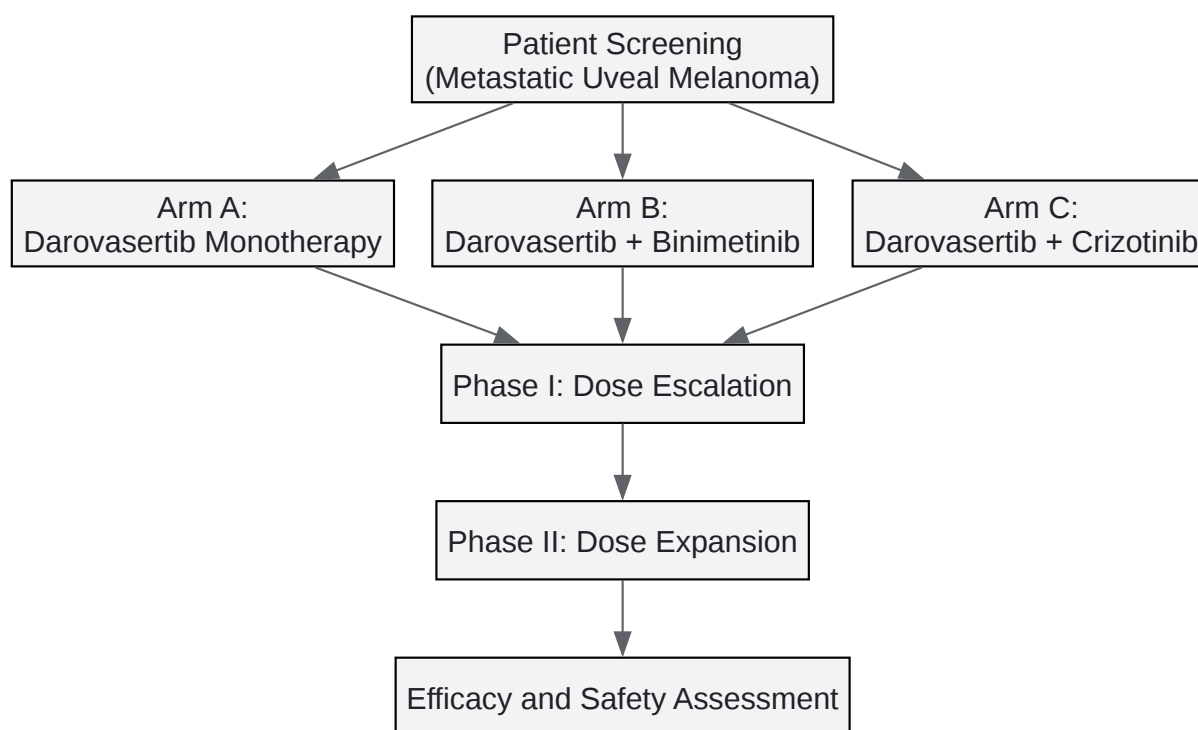 Patient Screening
(Metastatic Uveal Melanoma)
Arm A:
Darovasertib Monotherapy
Arm B:
Darovasertib + Binimetinib
Arm C:
Darovasertib + Crizotinib
Phase I: Dose Escalation
Phase II: Dose Expansion
Efficacy and Safety Assessment